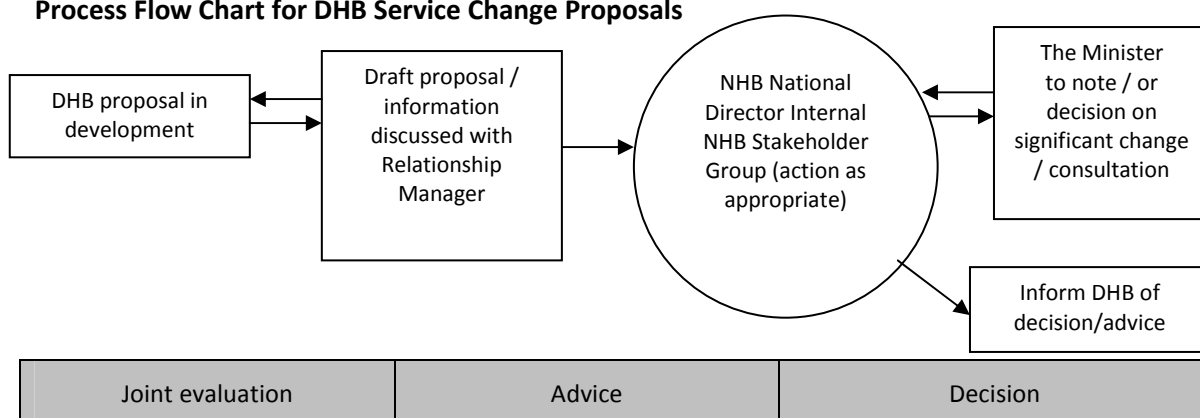 Process Flow Chart for DHB Service Change Proposals
DHB proposal in
development
Draft proposal /
information
discussed with
Relationship
Manager
NHB National
Director Internal
NHB Stakeholder
Group (action as
appropriate)
The Minister
to note / or
decision on
significant change
/ consultation
Inform DHB of
decision/advice
Joint evaluation
Advice
Decision